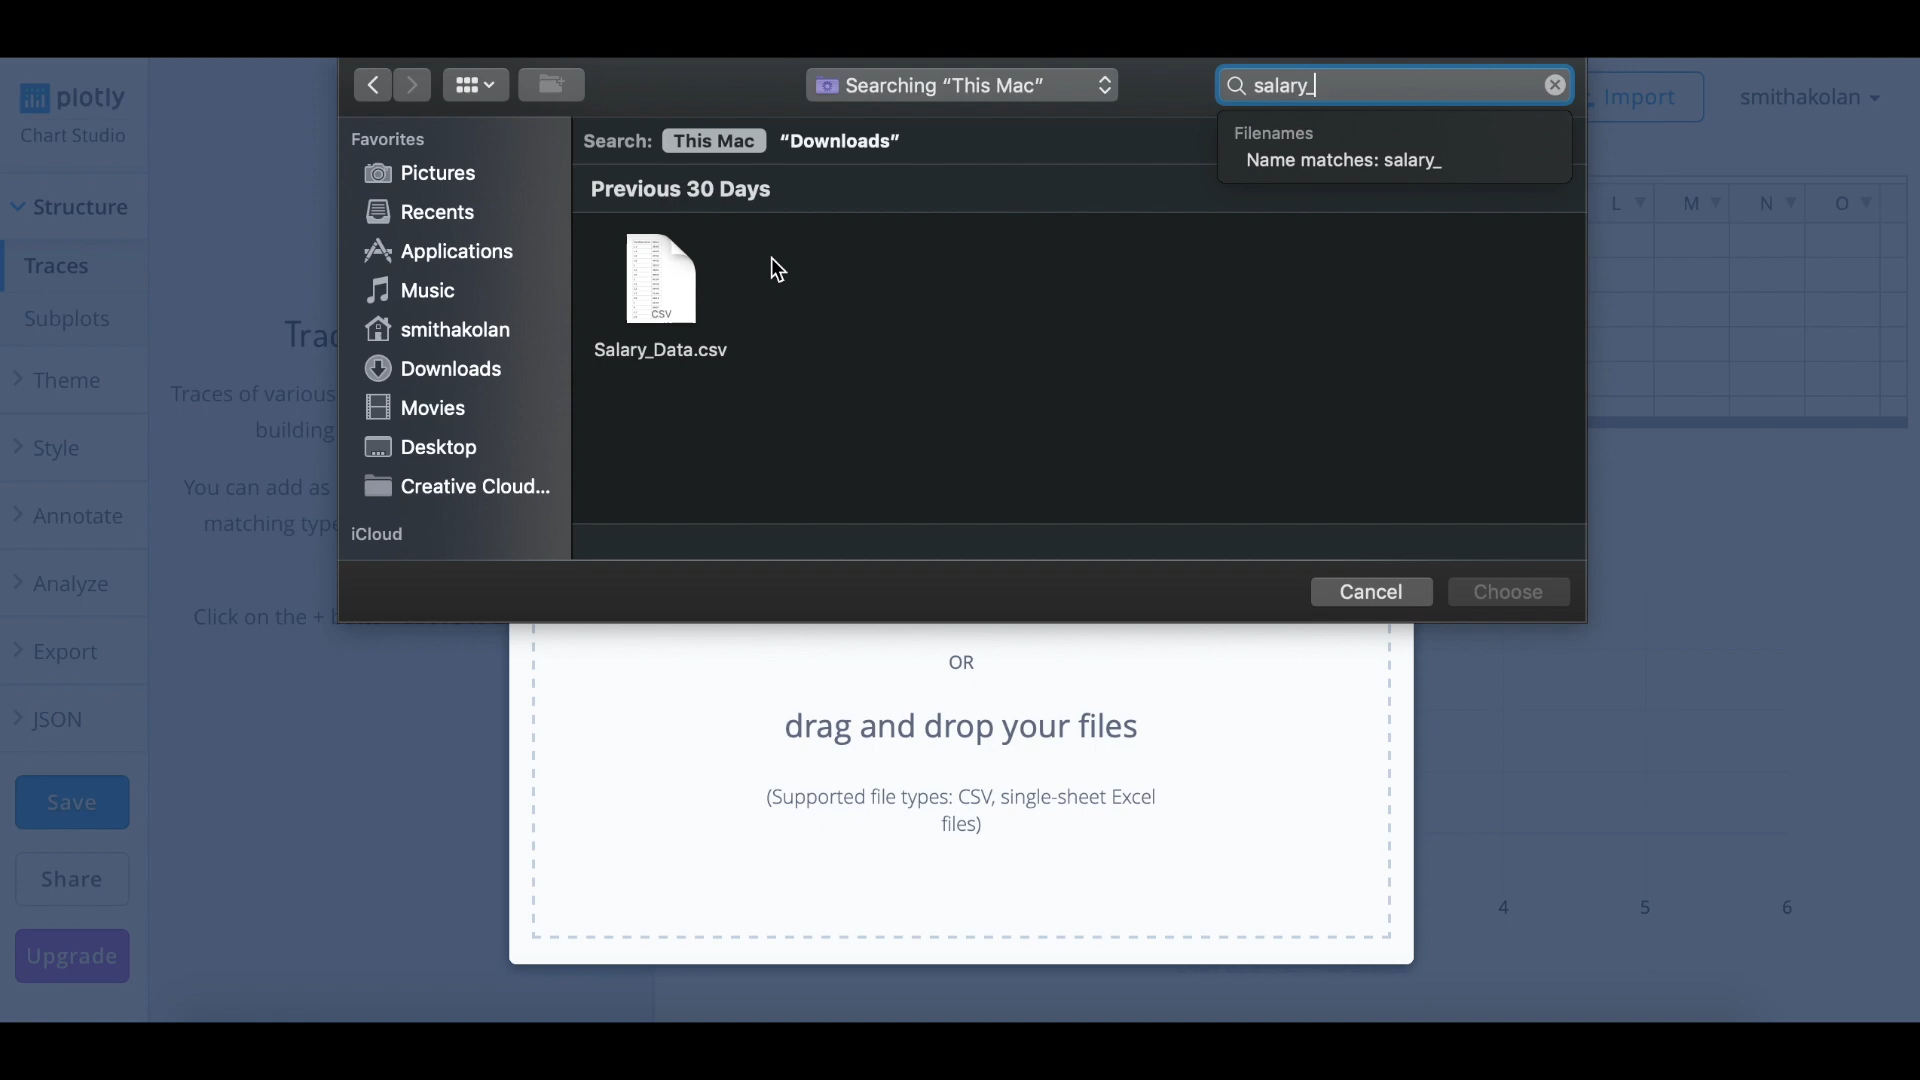 Searching “This Mac”
salary_
Import
smithakolan
plotly
Chart Studio
Favorites
Search: This Mac “Downloads”
Filenames
Name matches: salary_
Pictures
Previous 30 Days
Structure
Recents
L M N O
Applications
Traces
Music
CSV
Subplots
smithakolan
Salary_Data.csv
Downloads
Theme
Traces of various
Movies
building
Style
Desktop
You can add as
Creative Cloud...
Annotate
matching type
iCloud
Analyze
Cancel
Choose
Click on the +
Export
OR
JSON
drag and drop your files
Save
(Supported file types: CSV, single-sheet Excel
files)
Share
4 5 6
Upgrade